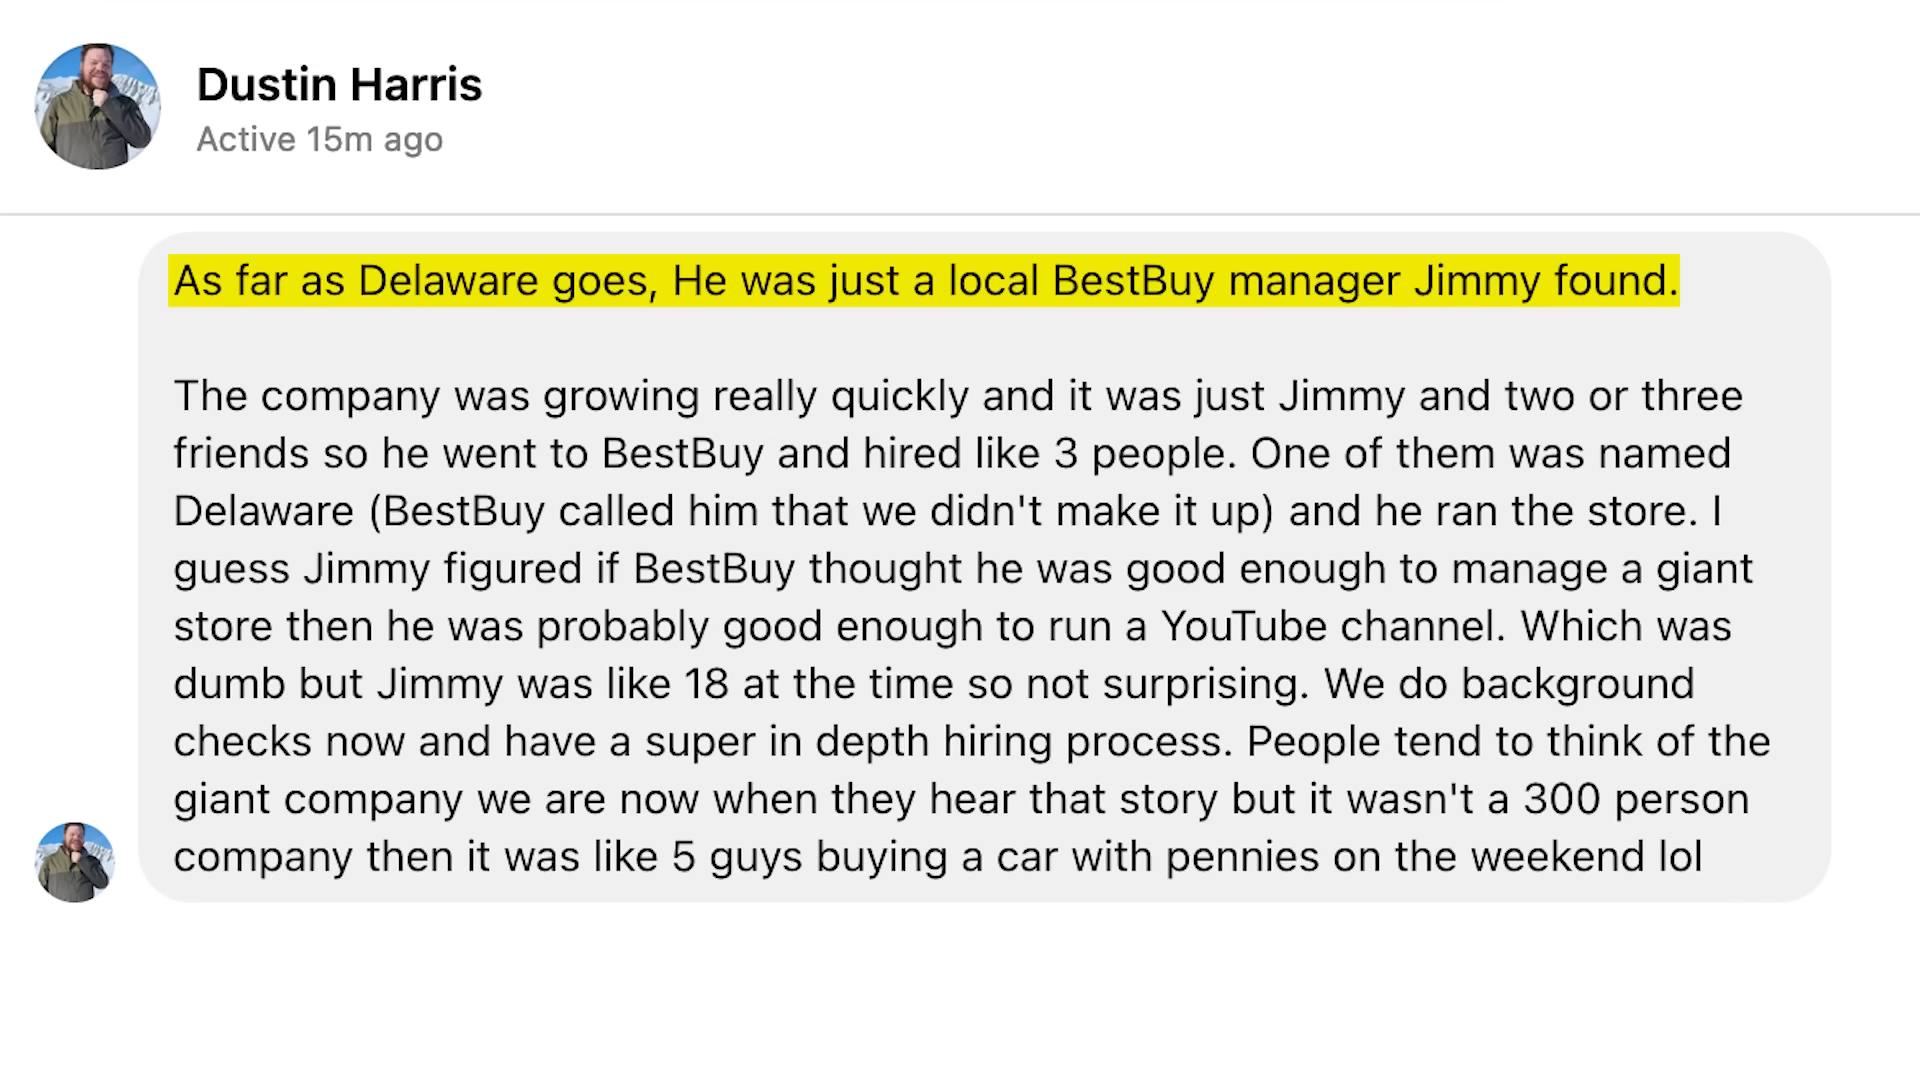 Dustin Harris
Active 15m ago
As far as Delaware goes, He was just a local BestBuy manager Jimmy found.
The company was growing really quickly and it was just Jimmy and two or three
friends so he went to BestBuy and hired like 3 people. One of them was named
Delaware (BestBuy called him that we didn't make it up) and he ran the store. I
guess Jimmy figured if BestBuy thought he was good enough to manage a giant
store then he was probably good enough to run a YouTube channel. Which was
dumb but Jimmy was like 18 at the time so not surprising. We do background
checks now and have a super in depth hiring process. People tend to think of the
giant company we are now when they hear that story but it wasn't a 300 person
company then it was like 5 guys buying a car with pennies on the weekend lol